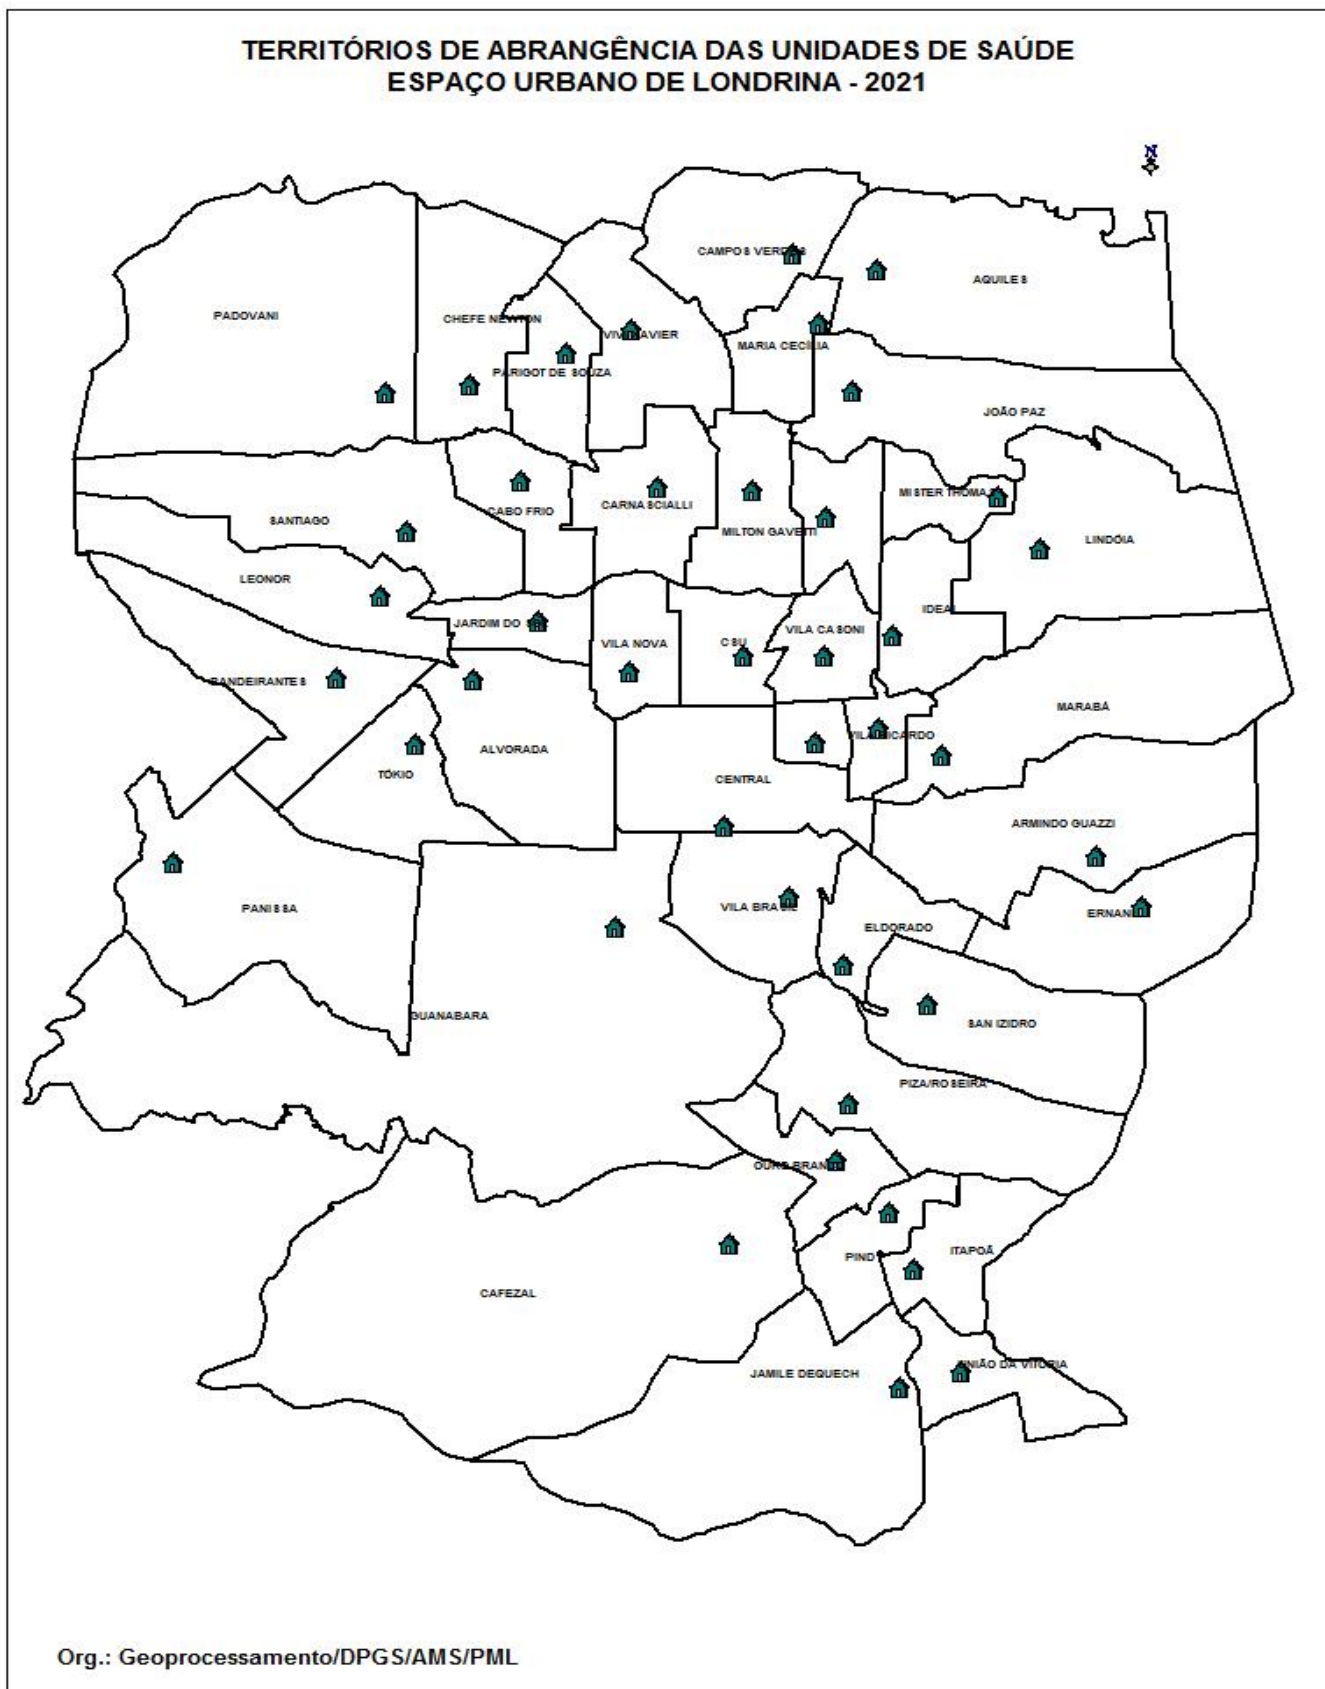 TERRITÓRIOS DE ABRANGÊNCIA DAS UNIDADES DE SAÚDE
ESPAÇO URBANO DE LONDRINA - 2021
N
CAMPOS VERDES
AQUILES
PADOVANI
CHEFE NEWTON
VIVI XAVIER
MARIA CECÍLIA
PARIGOT DE SOUZA
JOÃO PAZ
MISTER THOMAS
CARNASCIALLI
CABO FRIO
SANTIAGO
MILTON GAVETTI
LINDÓIA
LEONOR
IDEAL
JARDIM DO SOL
VILA CASONI
VILA NOVA
CSU
BANDEIRANTES
MARABÁ
VILA RICARDO
ALVORADA
TÓKIO
CENTRAL
ARMINDO GUAZZI
PANISSA
VILA BRASIL
ERNANI
ELDORADO
GUANABARA
SAN IZIDRO
PIZA/ROSEIRA
OURO BRANCO
ITAPOÃ
PIND
CAFEZAL
UNIÃO DA VITÓRIA
JAMILE DEQUECH
Org.: Geoprocessamento/DPGS/AMS/PML